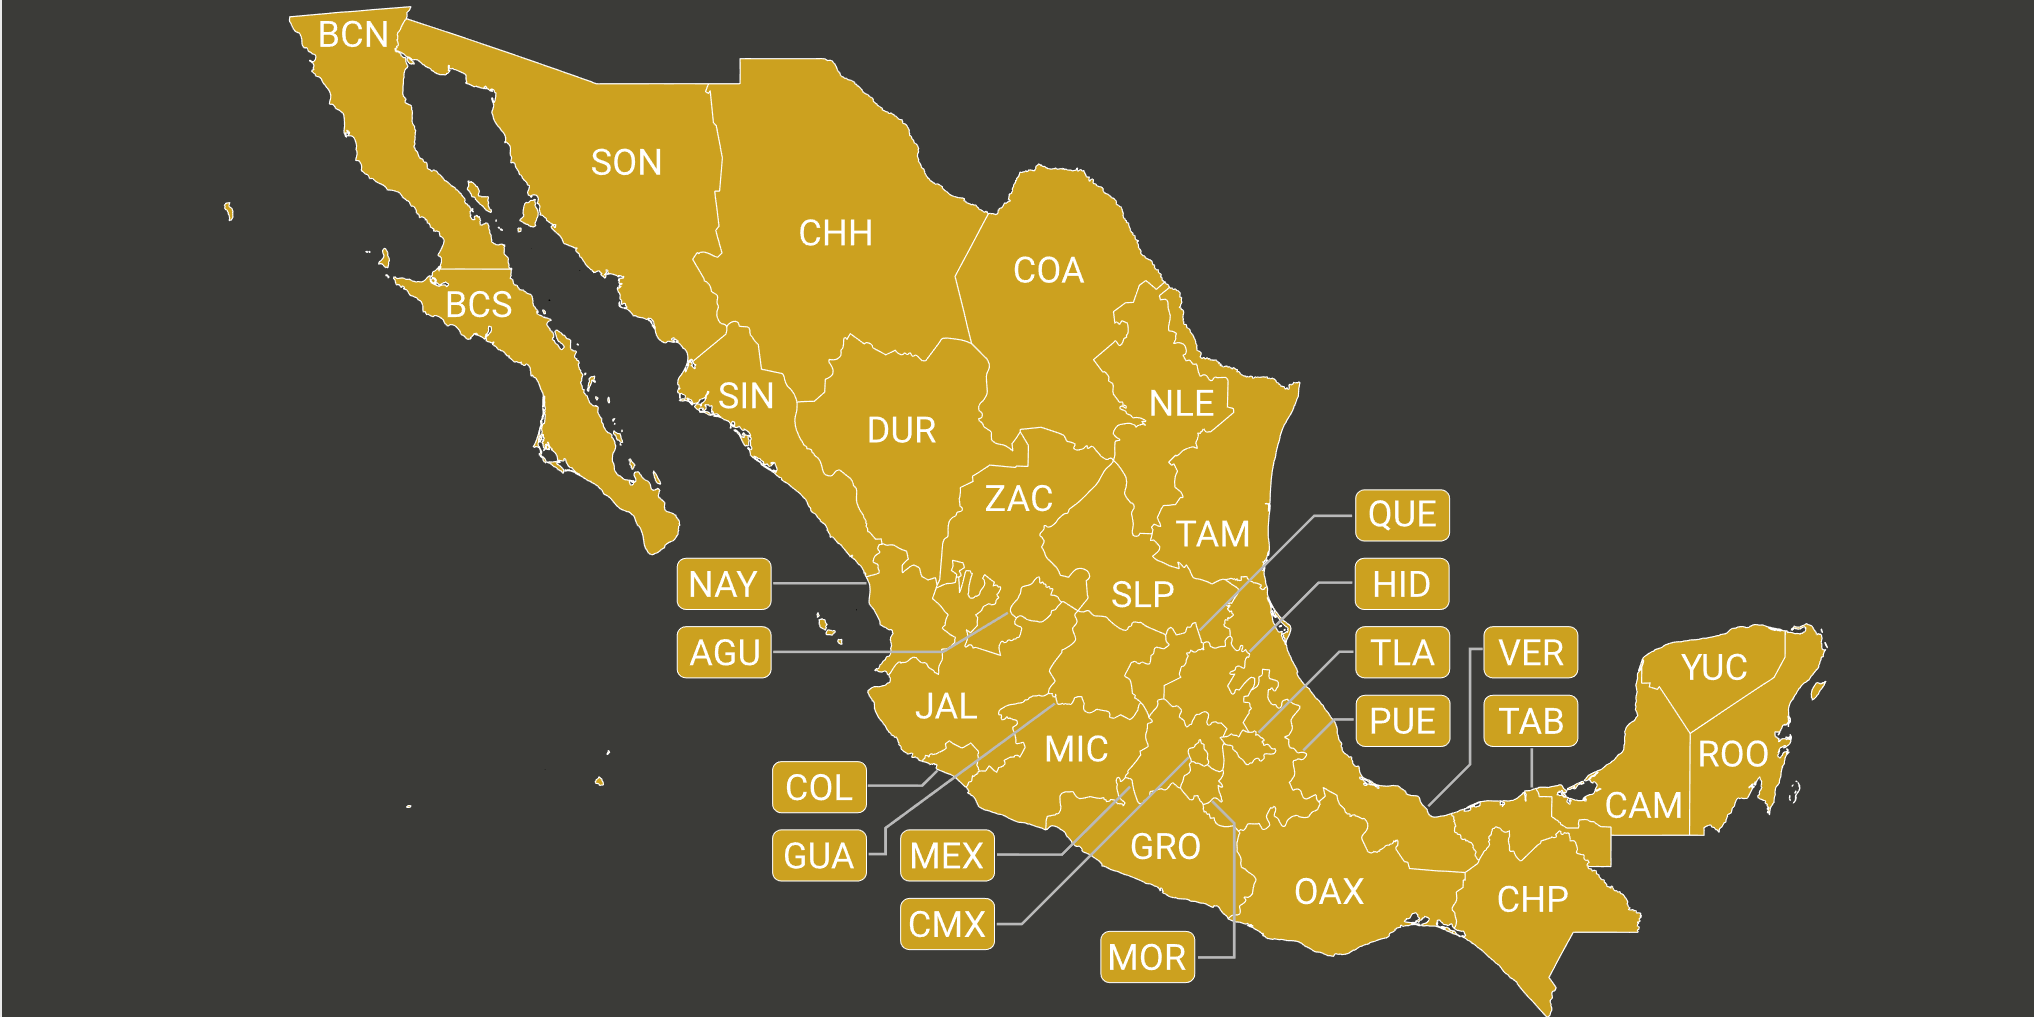 BCN
SON
CHH
COA
BCS
SIN
NLE
DUR
ZAC
QUE
TAM
NAY
HID
SLP
AGU
TLA
VER
YUC
JAL
PUE
TAB
MIC
ROO
COL
CAM
GUA
MEX
GRO
OAX
CHP
CMX
MOR